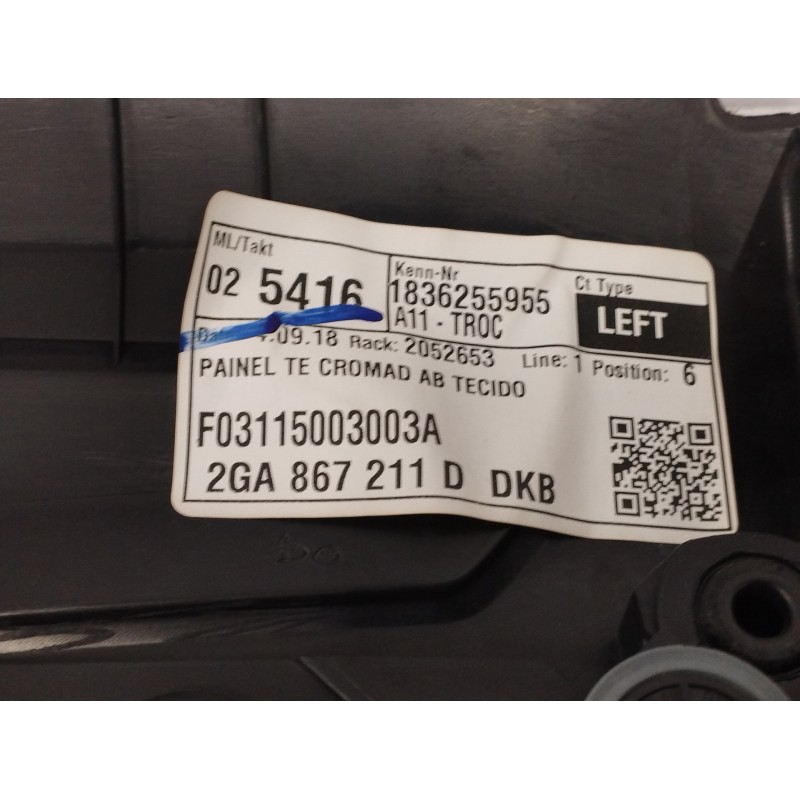 ML/Takt
02 5416
Kenn-Nr
1836255955
A11 - TROC
Ct Type
LEFT
.09.18 Rack: 2052653 Line: 1 Position: 6
PAINEL TE CROMAD AB TECIDO
F03115003003A
2GA 867 211 D DKB